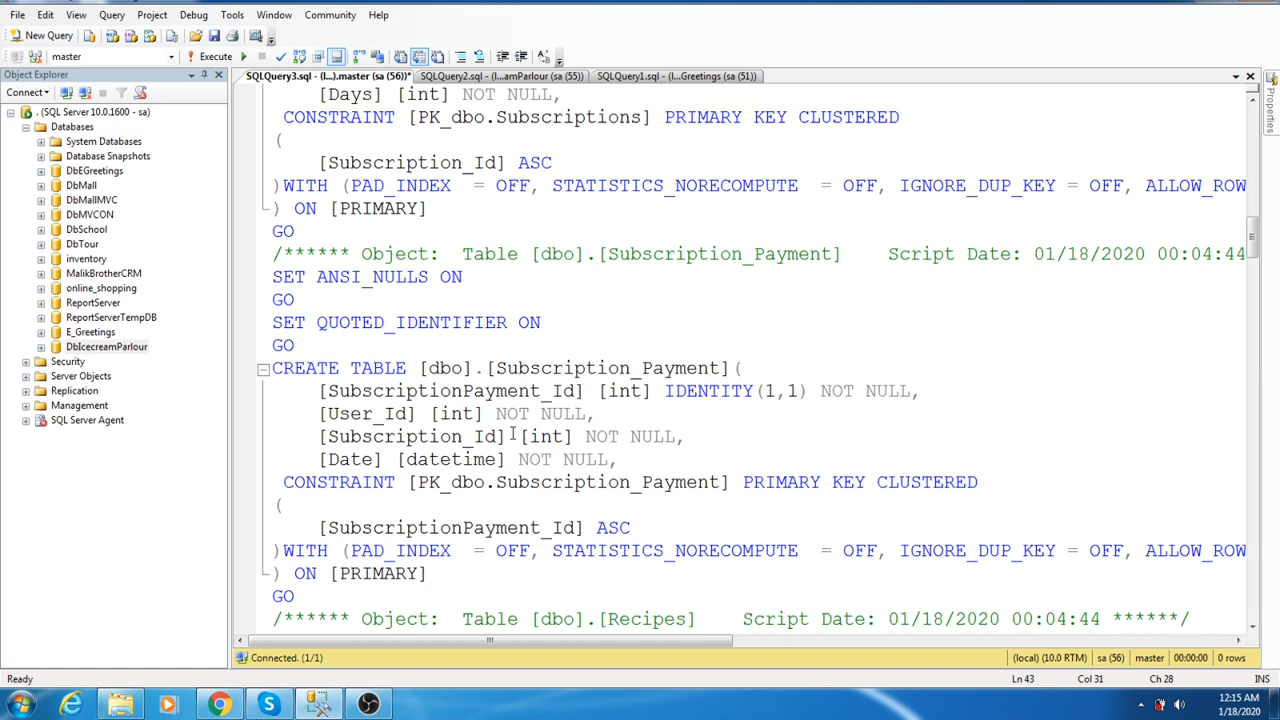 File Edit View Query Project Debug Tools Window Community Help
New Query
master Execute
Object Explorer
Connect
. (SQL Server 10.0.1600 - sa)
Databases
System Databases
Database Snapshots
DbEGreetings
DbMall
DbMallMVC
DbMVCON
DbSchool
DbTour
inventory
MalikBrotherCRM
online_shopping
ReportServer
ReportServerTempDB
E_Greetings
DbIcecreamParlour
Security
Server Objects
Replication
Management
SQL Server Agent
SQLQuery3.sql - (l...).master (sa (56))* SQLQuery2.sql - (l...amParlour (sa (55)) SQLQuery1.sql - (l...Greetings (sa (51))
[Days] [int] NOT NULL,
CONSTRAINT [PK_dbo.Subscriptions] PRIMARY KEY CLUSTERED
(
[Subscription_Id] ASC
)WITH (PAD_INDEX = OFF, STATISTICS_NORECOMPUTE = OFF, IGNORE_DUP_KEY = OFF, ALLOW_ROW
) ON [PRIMARY]
GO
/****** Object: Table [dbo].[Subscription_Payment] Script Date: 01/18/2020 00:04:44
SET ANSI_NULLS ON
GO
SET QUOTED_IDENTIFIER ON
GO
CREATE TABLE [dbo].[Subscription_Payment](
[SubscriptionPayment_Id] [int] IDENTITY(1,1) NOT NULL,
[User_Id] [int] NOT NULL,
[Subscription_Id] [int] NOT NULL,
[Date] [datetime] NOT NULL,
CONSTRAINT [PK_dbo.Subscription_Payment] PRIMARY KEY CLUSTERED
(
[SubscriptionPayment_Id] ASC
)WITH (PAD_INDEX = OFF, STATISTICS_NORECOMPUTE = OFF, IGNORE_DUP_KEY = OFF, ALLOW_ROW
) ON [PRIMARY]
GO
/****** Object: Table [dbo].[Recipes] Script Date: 01/18/2020 00:04:44 ******/
Properties
Connected. (1/1) (local) (10.0 RTM) sa (56) master 00:00:00 0 rows
Ready Ln 43 Col 31 Ch 28 INS
12:15 AM
1/18/2020